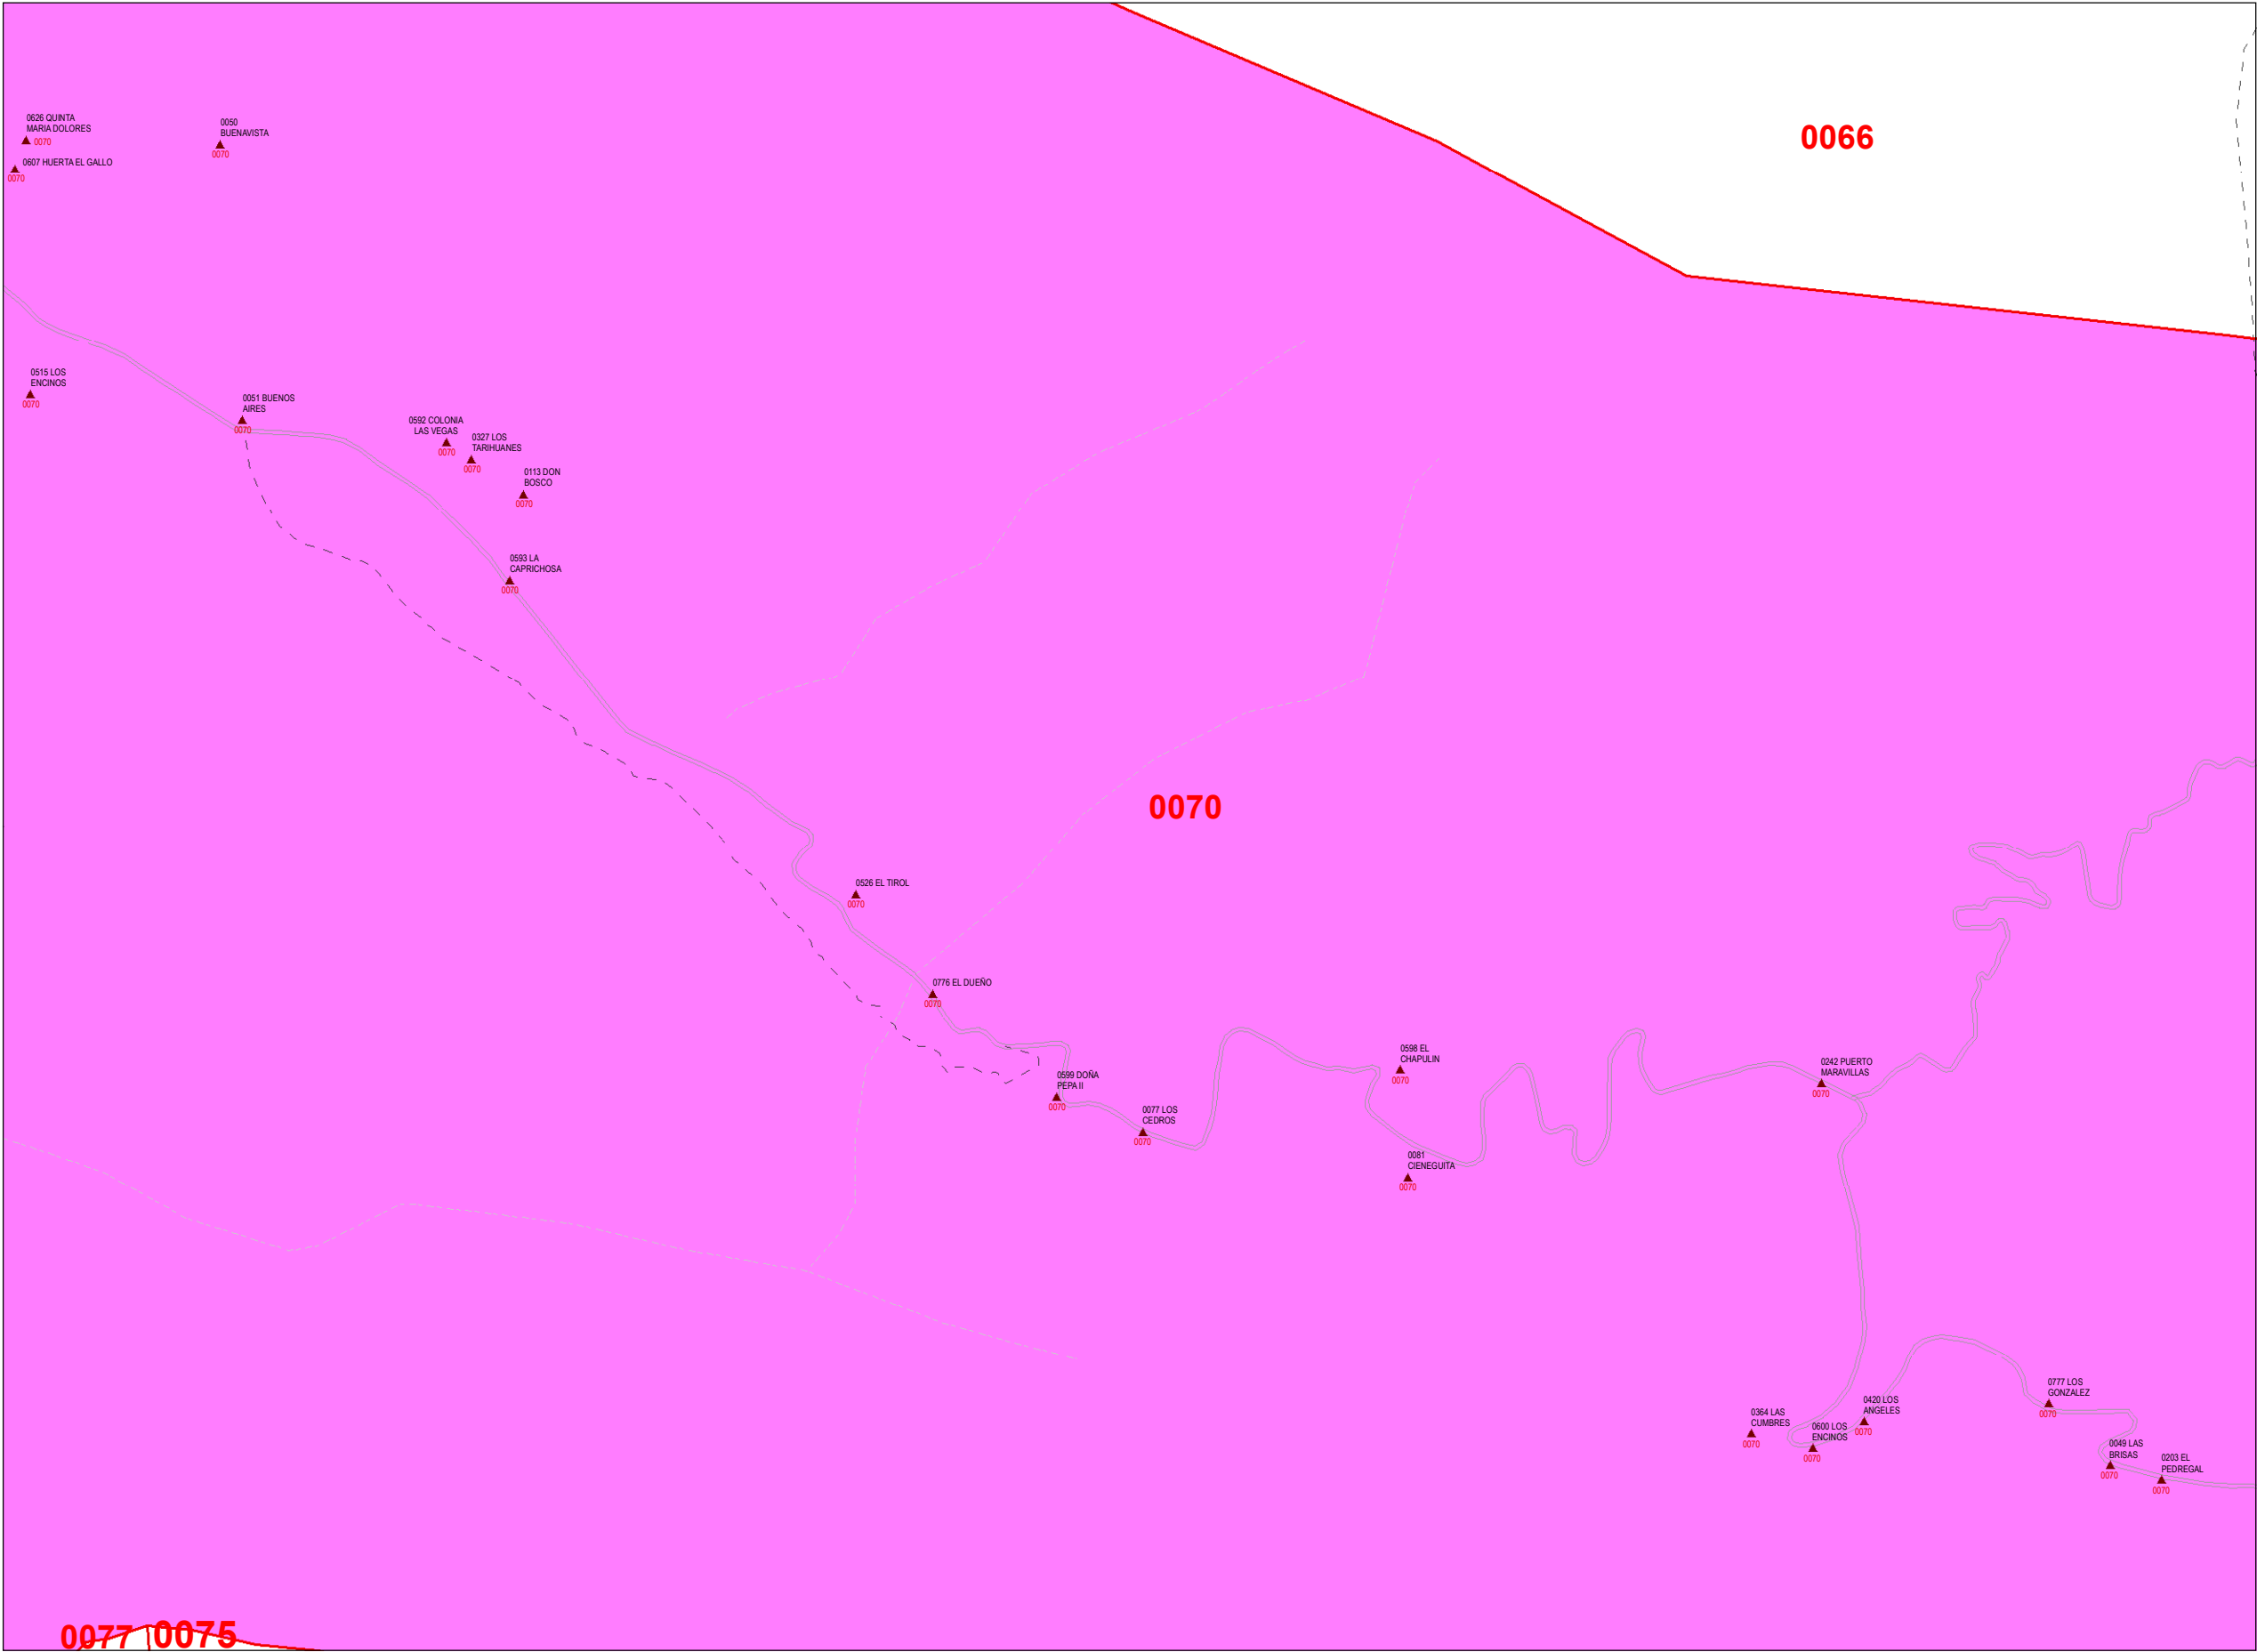 0066
0626 QUINTA
MARIA DOLORES
0070
0050
BUENAVISTA
0070
0607 HUERTA EL GALLO
0070
0515 LOS
ENCINOS
0070
0051 BUENOS
AIRES
0070
0592 COLONIA
LAS VEGAS
0070
0327 LOS
TARIHUANES
0070
0113 DON
BOSCO
0070
0593 LA
CAPRICHOSA
0070
0070
0526 EL TIROL
0070
0776 EL DUEÑO
0070
0599 DOÑA
PEPA II
0070
0077 LOS
CEDROS
0070
0598 EL
CHAPULIN
0070
0081
CIENEGUITA
0070
0242 PUERTO
MARAVILLAS
0070
0364 LAS
CUMBRES
0070
0600 LOS
ENCINOS
0070
0420 LOS
ANGELES
0070
0777 LOS
GONZALEZ
0070
0049 LAS
BRISAS
0070
0203 EL
PEDREGAL
0070
0077
0075